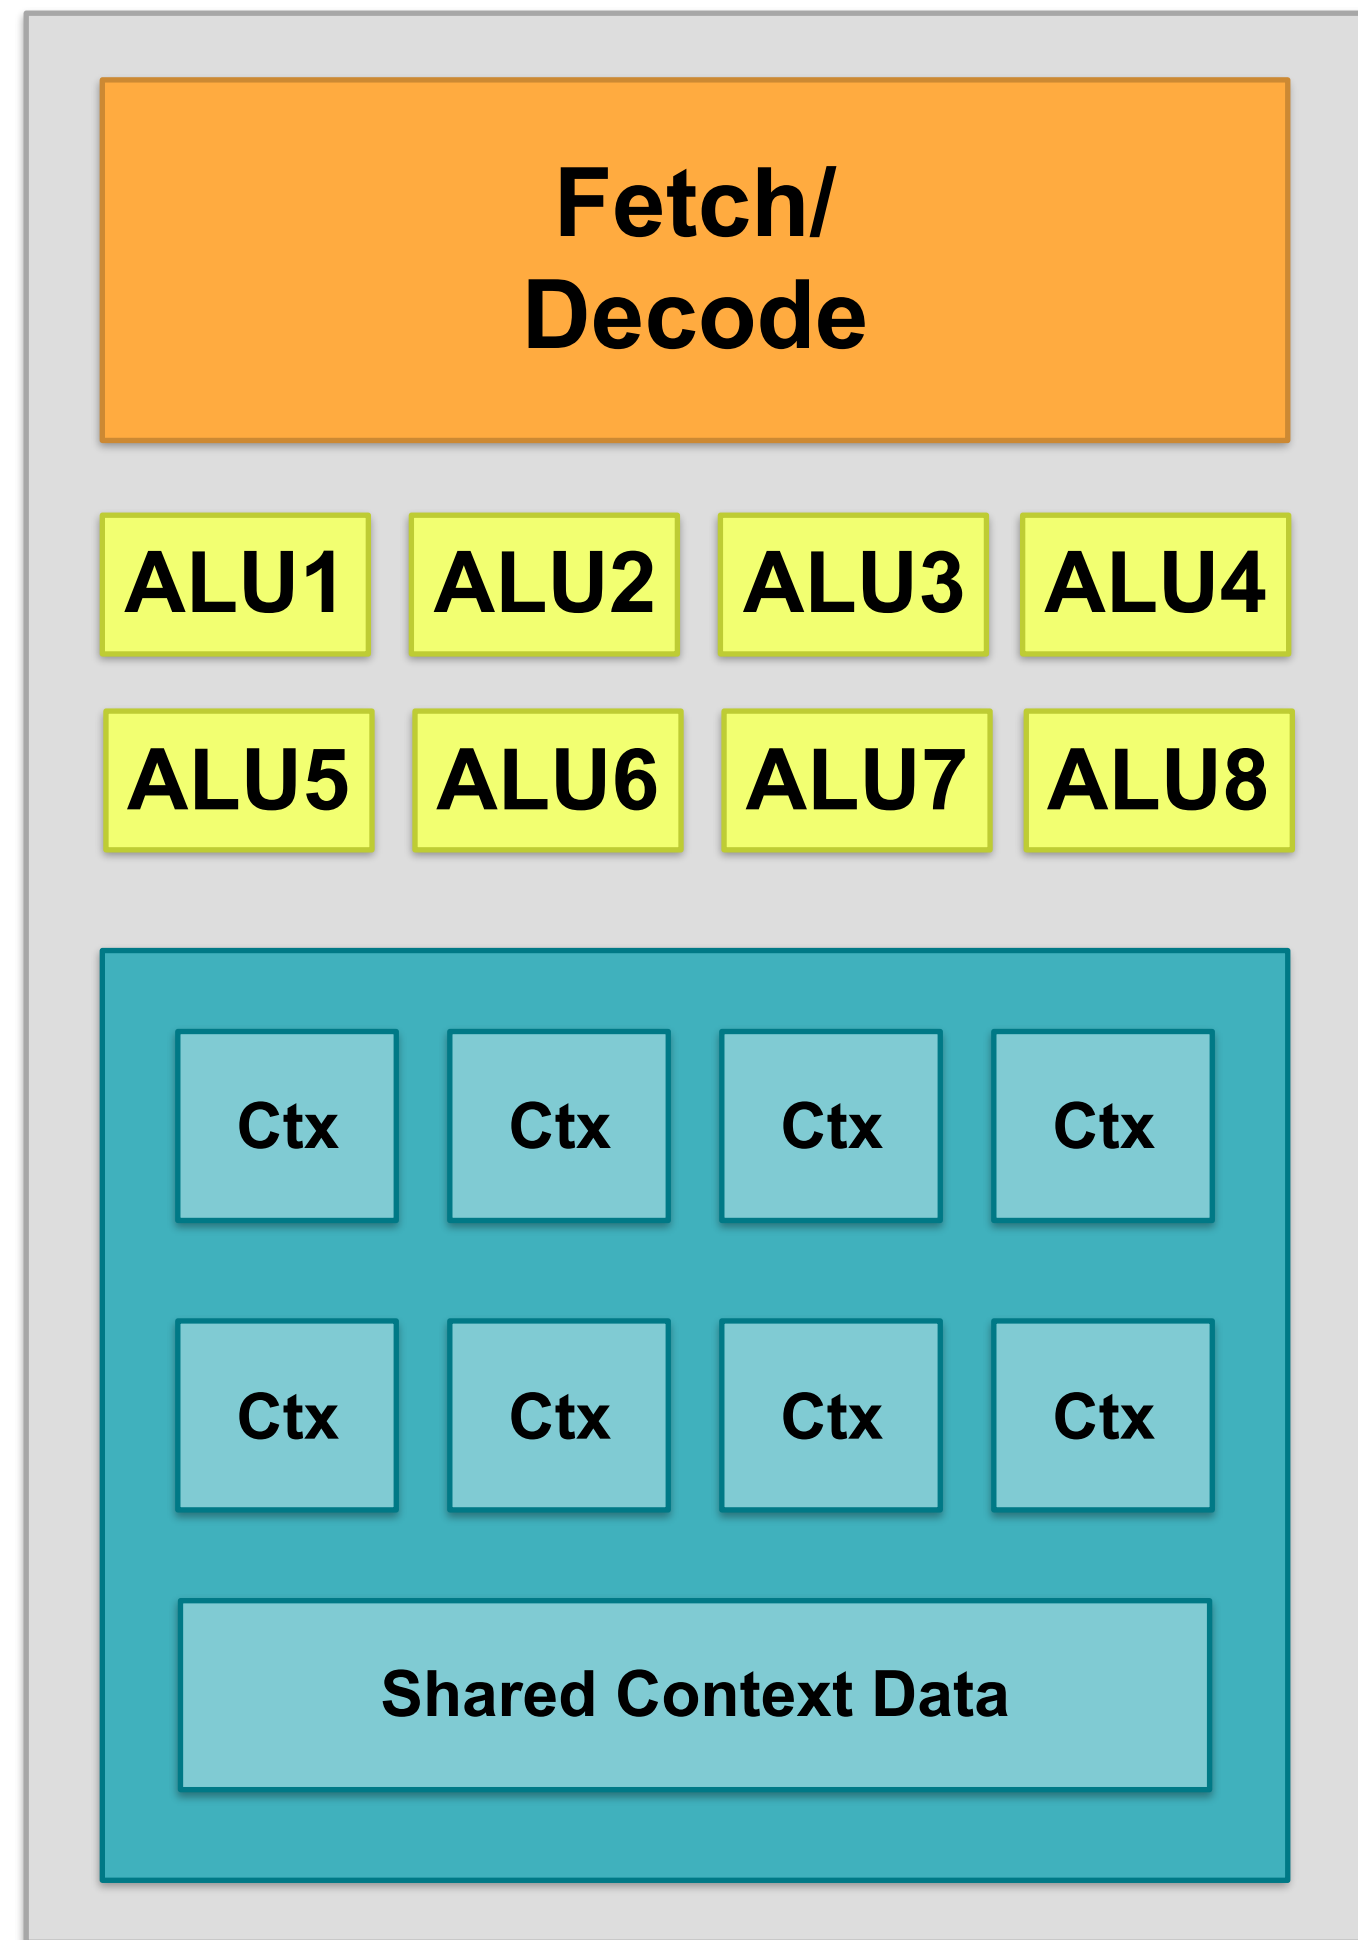 Fetch/
Decode
ALU1 ALU2 ALU3 ALU4
ALU5 ALU6 ALU7 ALU8
Ctx Ctx Ctx Ctx
Ctx Ctx Ctx Ctx
Shared Context Data